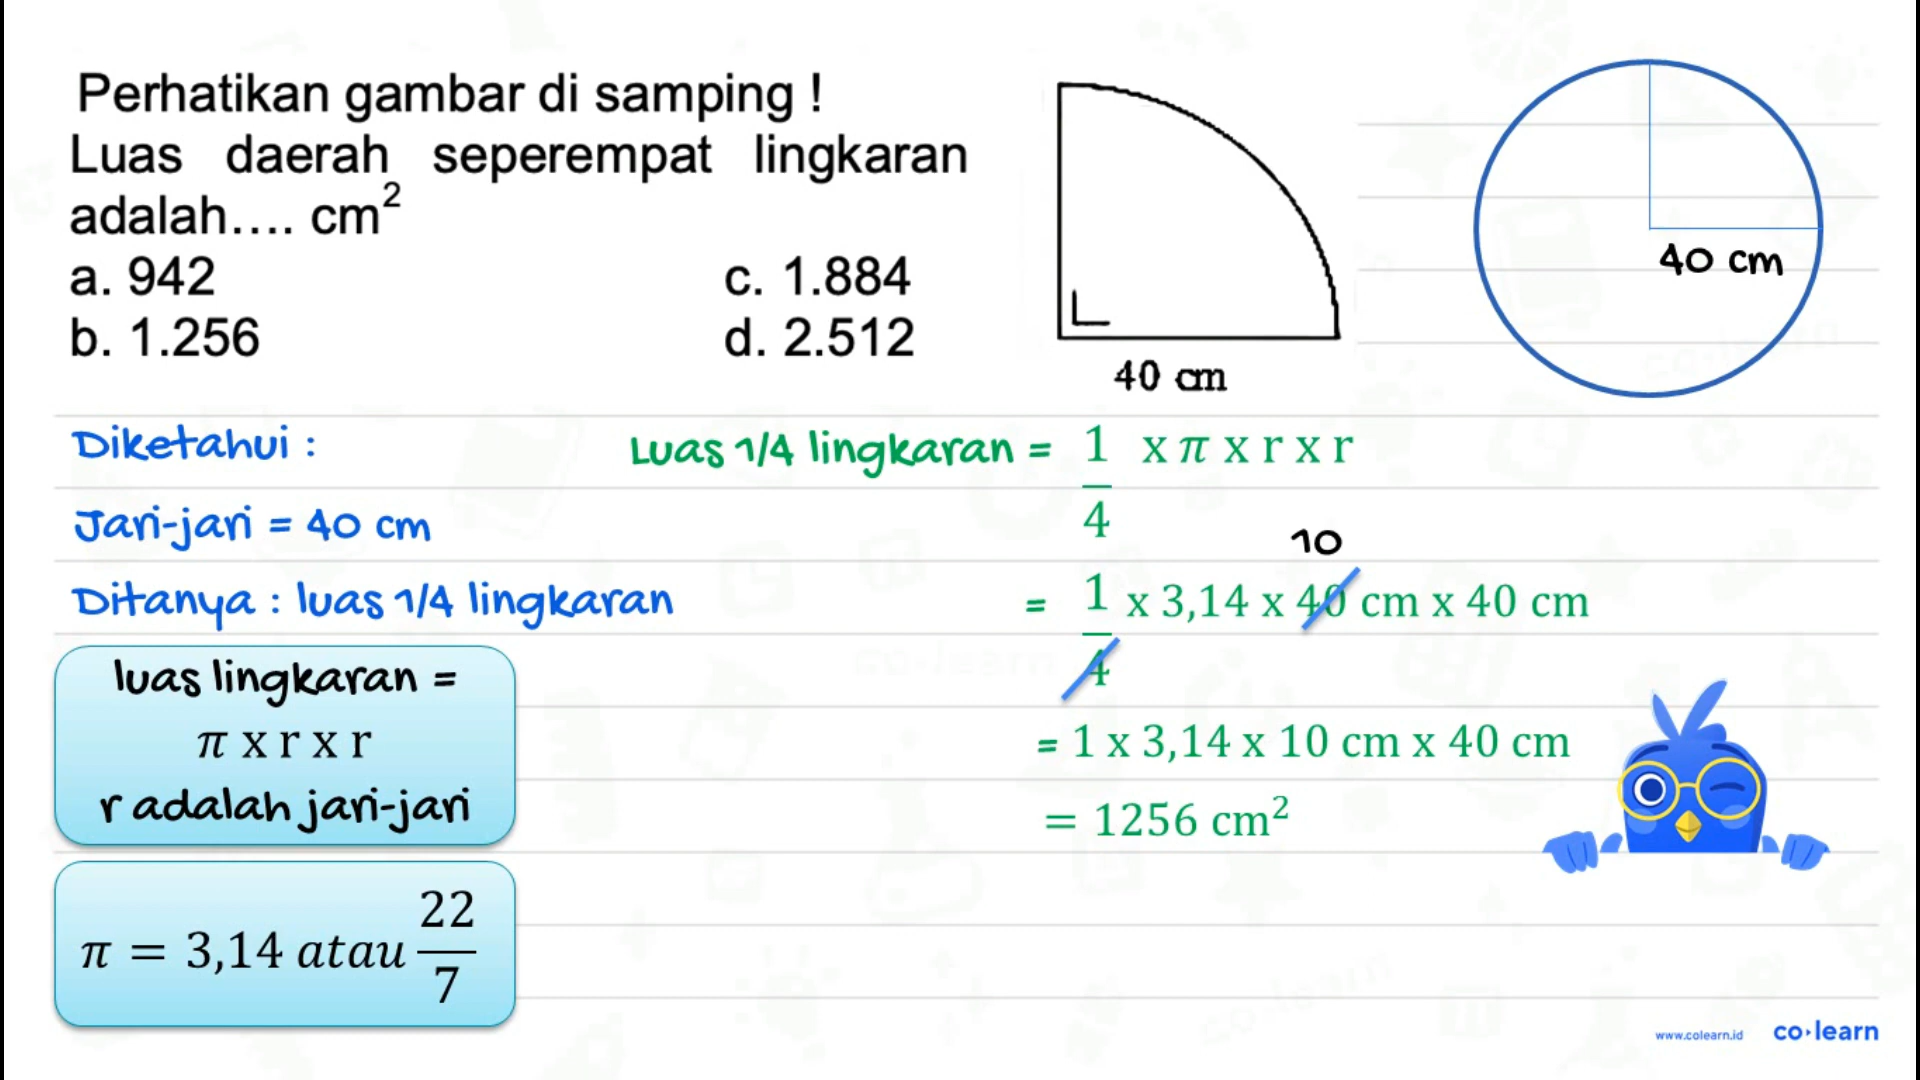 Perhatikan gambar di samping !
Luas daerah seperempat lingkaran
adalah.... cm²
a. 942
c. 1.884
b. 1.256
d. 2.512
40 cm
40 cm
Diketahui :
Jari-jari = 40 cm
Ditanya : luas 1/4 lingkaran
luas lingkaran =
π x r x r
r adalah jari-jari
π = 3,14 atau 22/7
Luas 1/4 lingkaran = 1/4 x π x r x r
10
= 1/4 x 3,14 x 40 cm x 40 cm
= 1 x 3,14 x 10 cm x 40 cm
= 1256 cm²
www.colearn.id
co·learn